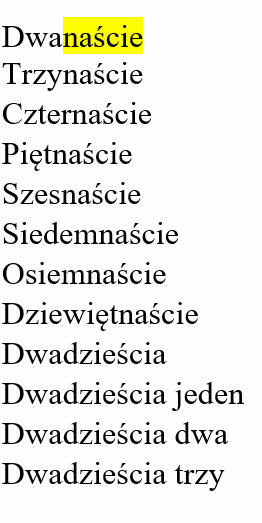 Dwanaście
Trzynaście
Czternaście
Piętnaście
Szesnaście
Siedemnaście
Osiemnaście
Dziewiętnaście
Dwadzieścia
Dwadzieścia jeden
Dwadzieścia dwa
Dwadzieścia trzy